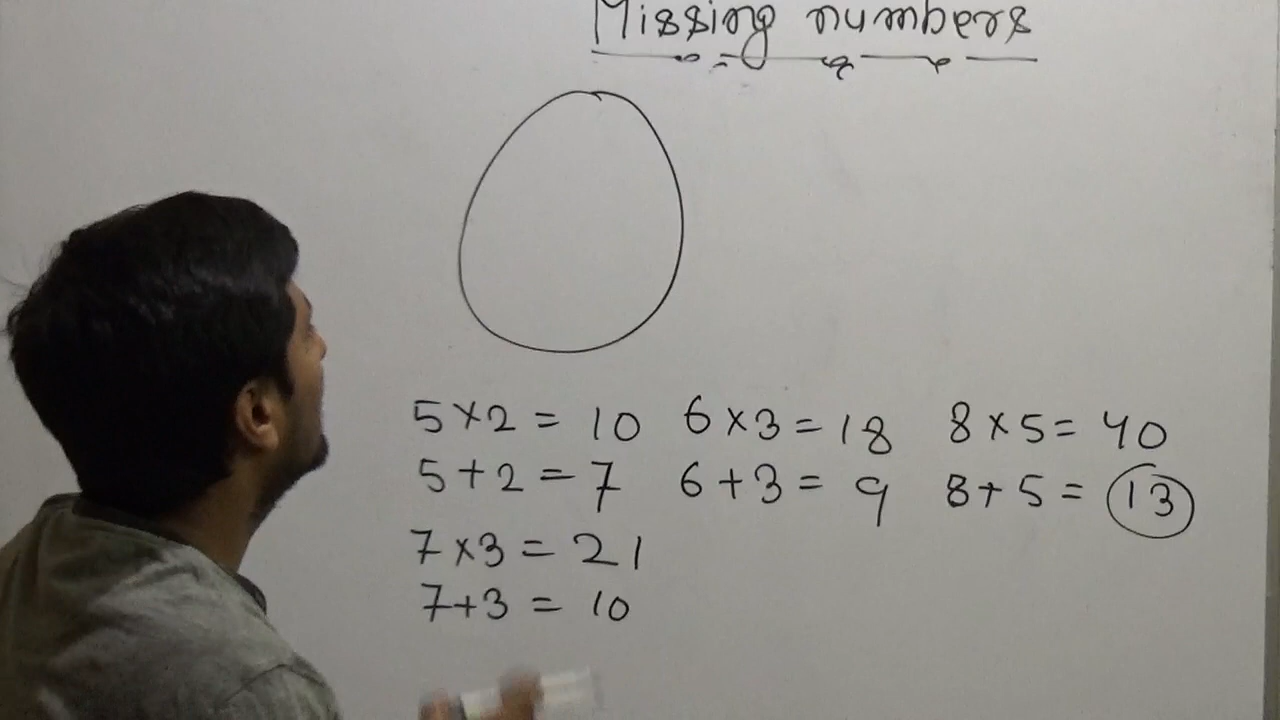 Missing numbers
5×2 = 10 6×3 = 18 8×5 = 40
5+2 = 7 6+3 = 9 8+5 = 13
7×3 = 21
7+3 = 10